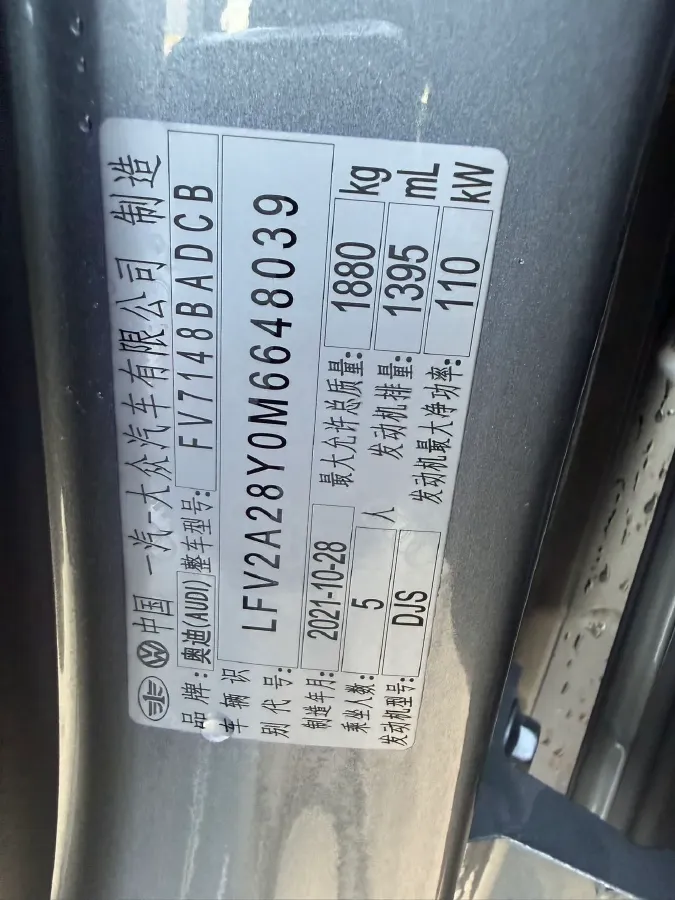 中国 一汽-大众汽车有限公司 制造
品牌: 奥迪(AUDI) 整车型号: FV7148BADCB
车辆识别代号: LFV2A28Y0M6648039
制造年月: 2021-10-28 最大允许总质量: 1880 kg
乘坐人数: 5 人 发动机排量: 1395 mL
发动机型号: DJS 发动机最大净功率: 110 kW